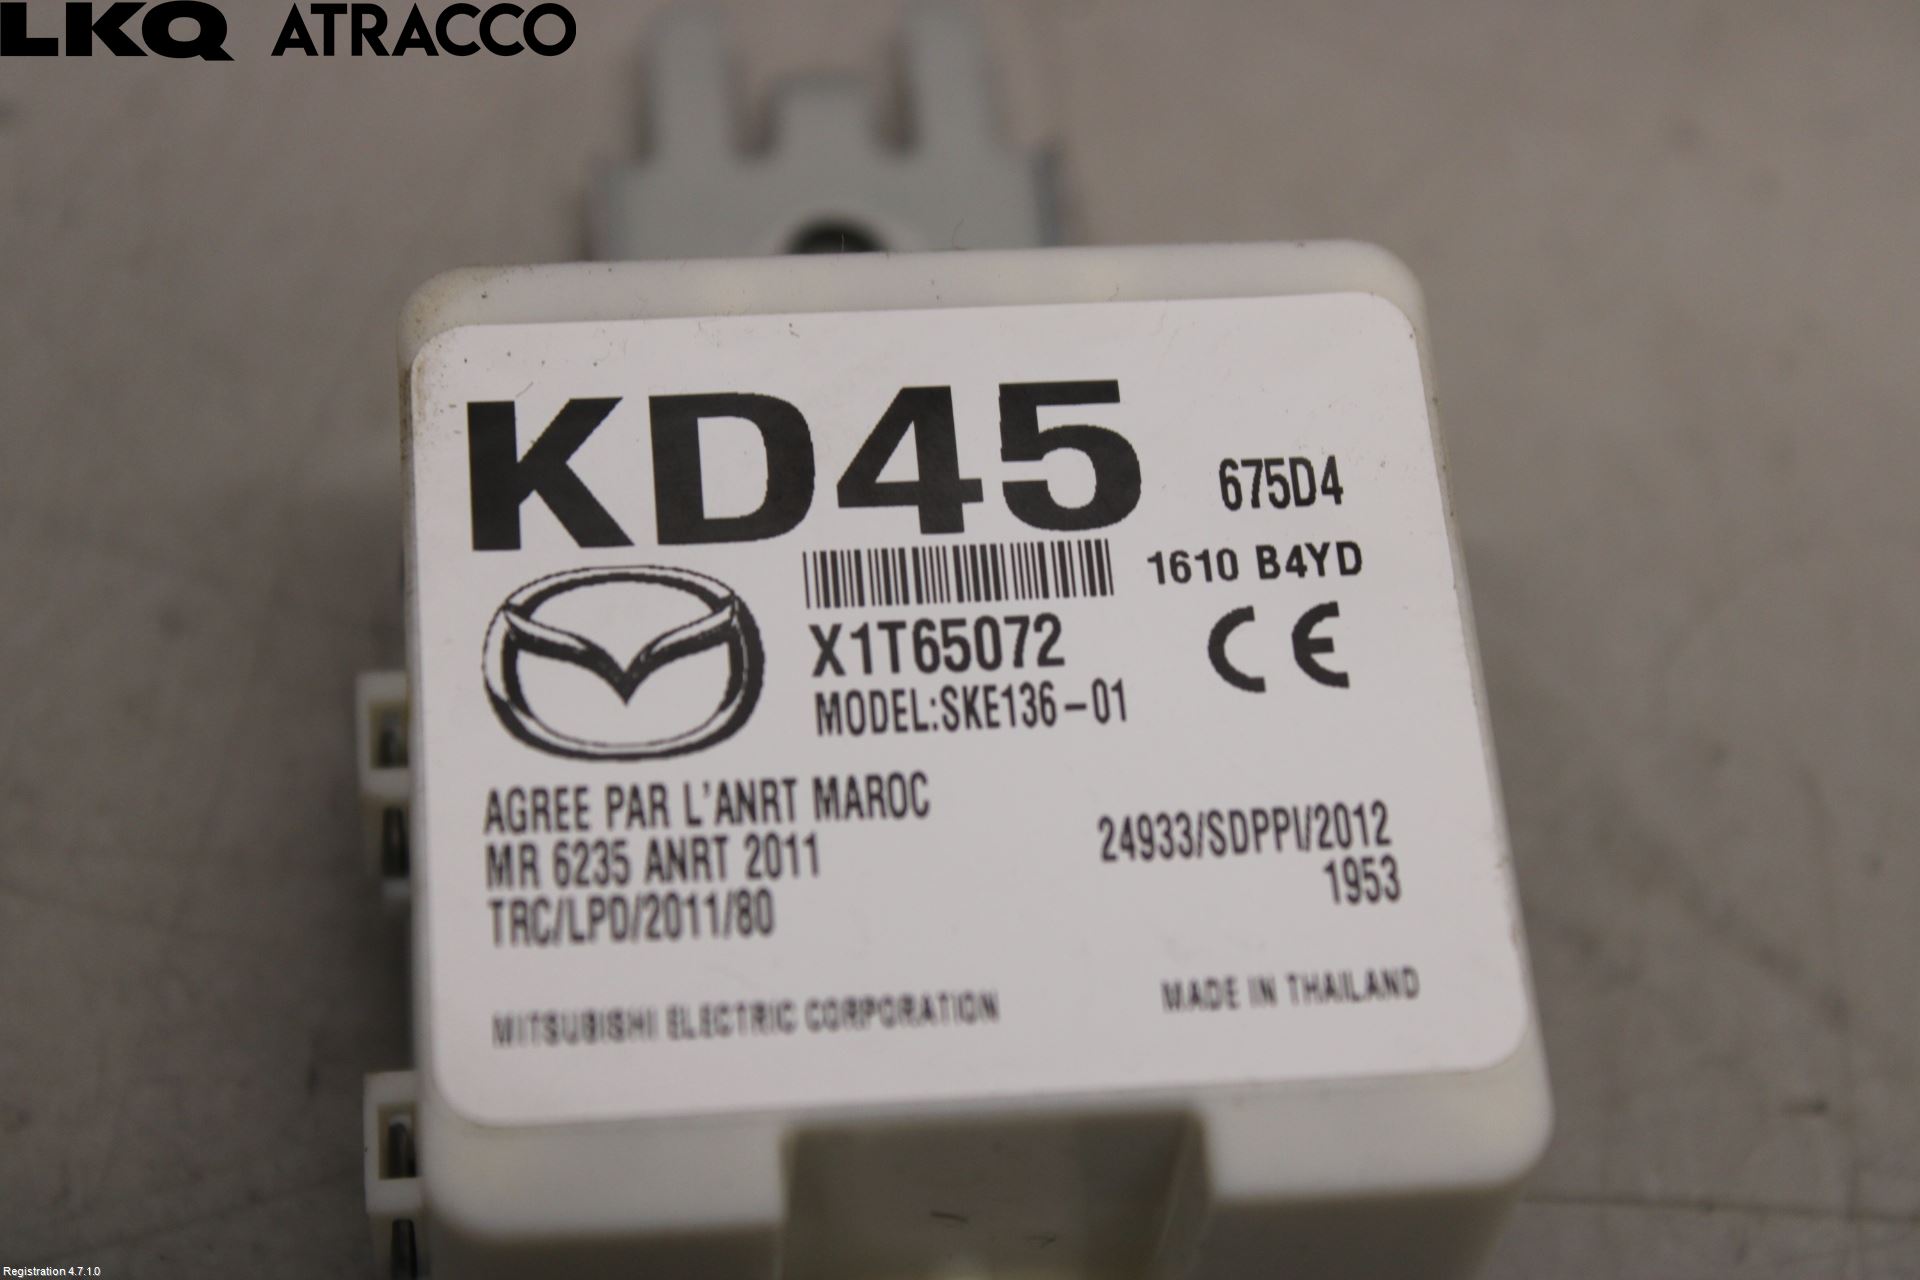 LKQ ATRACCO
KD45
675D4
1610 B4YD
X1T65072
MODEL:SKE136-01
CE
AGREE PAR L'ANRT MAROC
MR 6235 ANRT 2011
TRC/LPD/2011/80
24933/SDPPI/2012
1953
MITSUBISHI ELECTRIC CORPORATION
MADE IN THAILAND
Registration 4.7.1.0